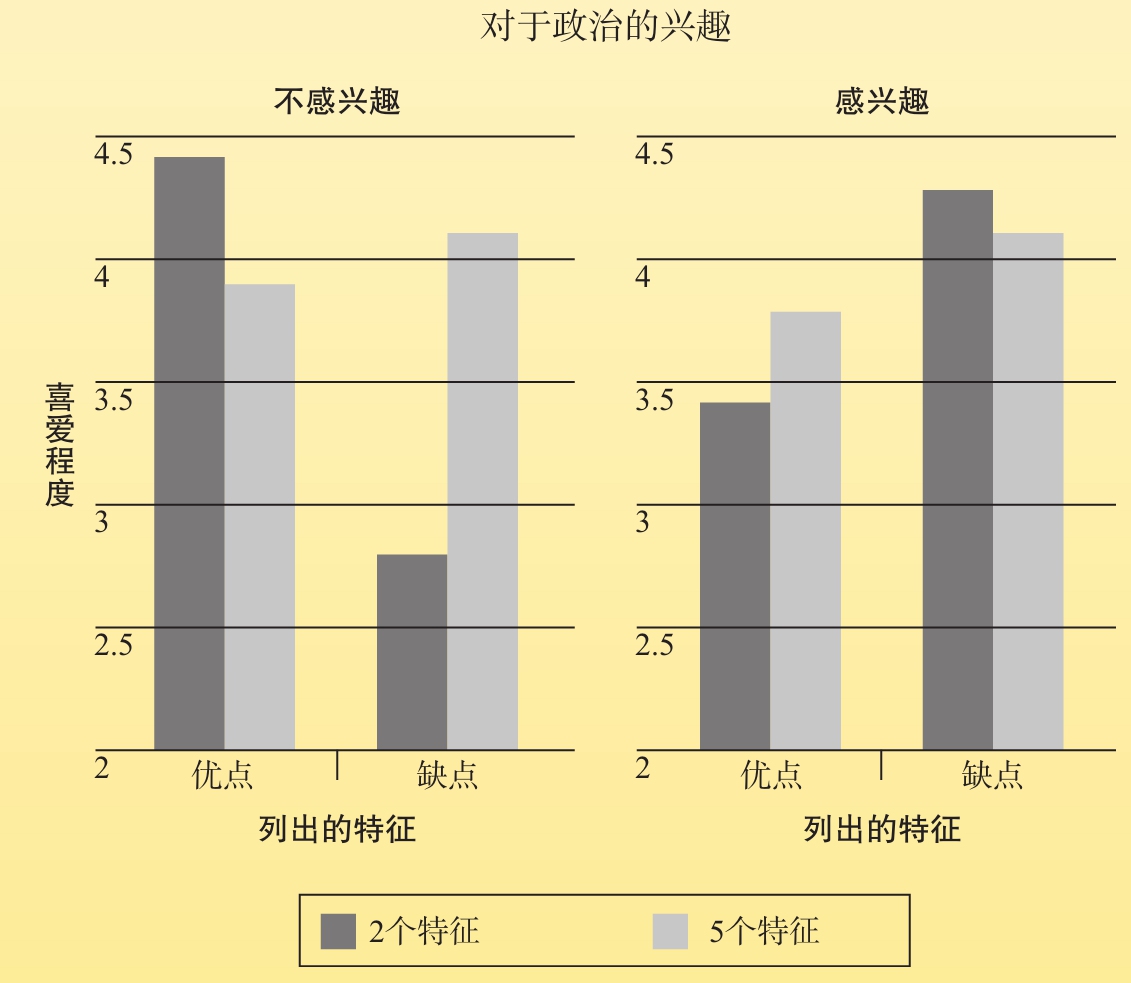 对于政治的兴趣
不感兴趣
4.5
4
3.5
3
2.5
2
喜爱程度
优点
缺点
列出的特征
感兴趣
4.5
4
3.5
3
2.5
2
优点
缺点
列出的特征
2个特征
5个特征